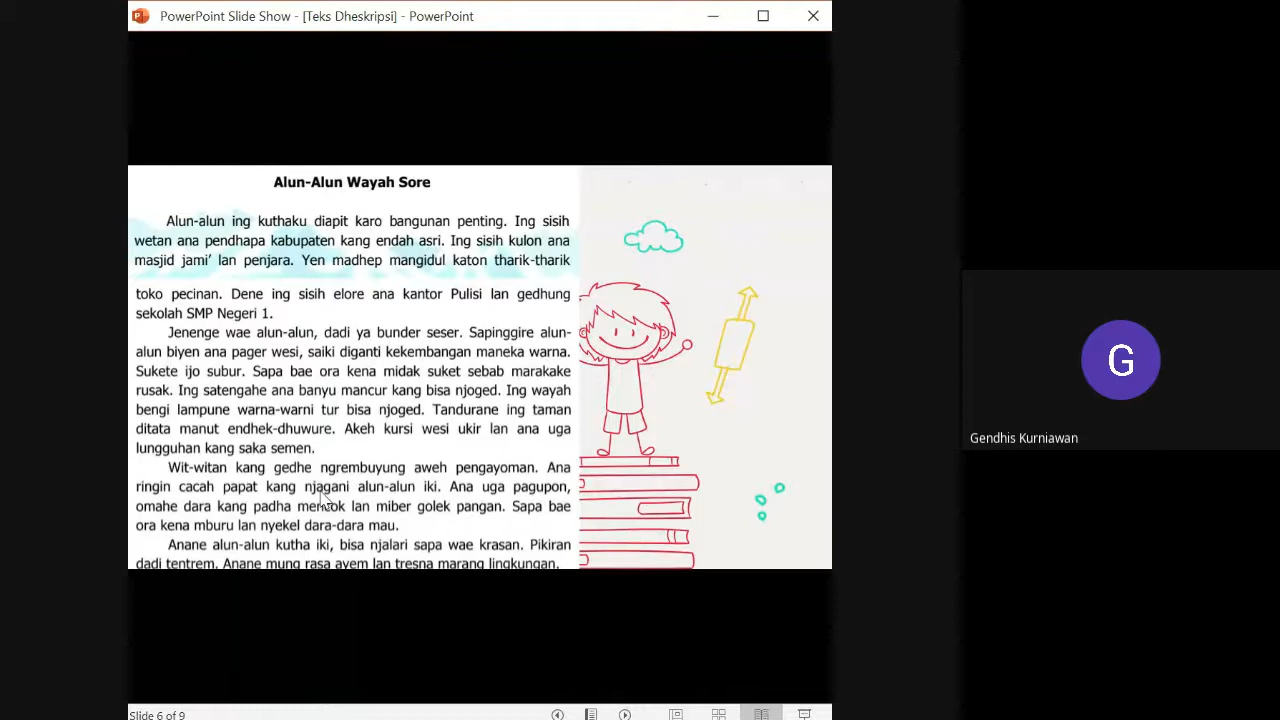 PowerPoint Slide Show - [Teks Dheskripsi] - PowerPoint
Alun-Alun Wayah Sore
Alun-alun ing kuthaku diapit karo bangunan penting. Ing sisih
wetan ana pendhapa kabupaten kang endah asri. Ing sisih kulon ana
masjid jami' lan penjara. Yen madhep mangidul katon tharik-tharik
toko pecinan. Dene ing sisih elore ana kantor Pulisi lan gedhung
sekolah SMP Negeri 1.
Jenenge wae alun-alun, dadi ya bunder seser. Sapinggire alun-
alun biyen ana pager wesi, saiki diganti kekembangan maneka warna.
Sukete ijo subur. Sapa bae ora kena midak suket sebab marakake
rusak. Ing satengahe ana banyu mancur kang bisa njoged. Ing wayah
bengi lampune warna-warni tur bisa njoged. Tandurane ing taman
ditata manut endhek-dhuwure. Akeh kursi wesi ukir lan ana uga
lungguhan kang saka semen.
Wit-witan kang gedhe ngrembuyung aweh pengayoman. Ana
ringin cacah papat kang njagani alun-alun iki. Ana uga pagupon,
omahe dara kang padha mencok lan miber golek pangan. Sapa bae
ora kena mburu lan nyekel dara-dara mau.
Anane alun-alun kutha iki, bisa njalari sapa wae krasan. Pikiran
dadi tentrem. Anane mung rasa ayem lan tresna marang lingkungan.
G
Gendhis Kurniawan
Slide 6 of 9